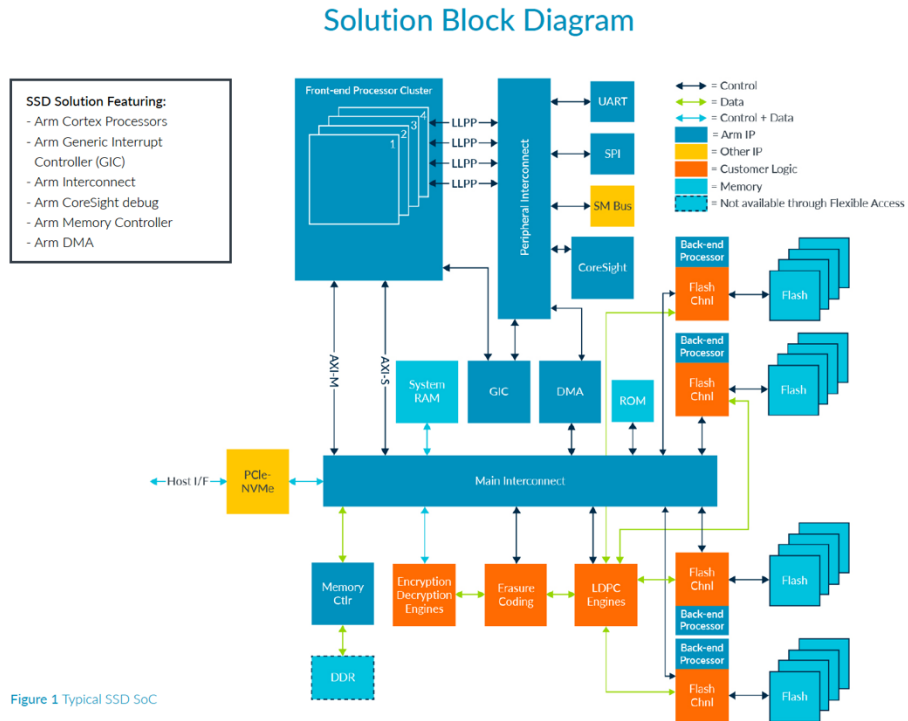 Solution Block Diagram
SSD Solution Featuring:
- Arm Cortex Processors
- Arm Generic Interrupt
Controller (GIC)
- Arm Interconnect
- Arm CoreSight debug
- Arm Memory Controller
- Arm DMA
Front-end Processor Cluster
4
3
2
1
LLPP
LLPP
LLPP
LLPP
Peripheral Interconnect
UART
SPI
SM Bus
CoreSight
= Control
= Data
= Control + Data
= Arm IP
= Other IP
= Customer Logic
= Memory
= Not available through Flexible Access
Back-end
Processor
Flash
Chnl
Flash
Back-end
Processor
Flash
Chnl
Flash
AXI-M
AXI-S
System
RAM
GIC
DMA
ROM
Host I/F
PCIe-
NVMe
Main Interconnect
Memory
Ctlr
Encryption
Decryption
Engines
Erasure
Coding
LDPC
Engines
Flash
Chnl
Back-end
Processor
Flash
Back-end
Processor
Flash
Chnl
Flash
DDR
Figure 1 Typical SSD SoC